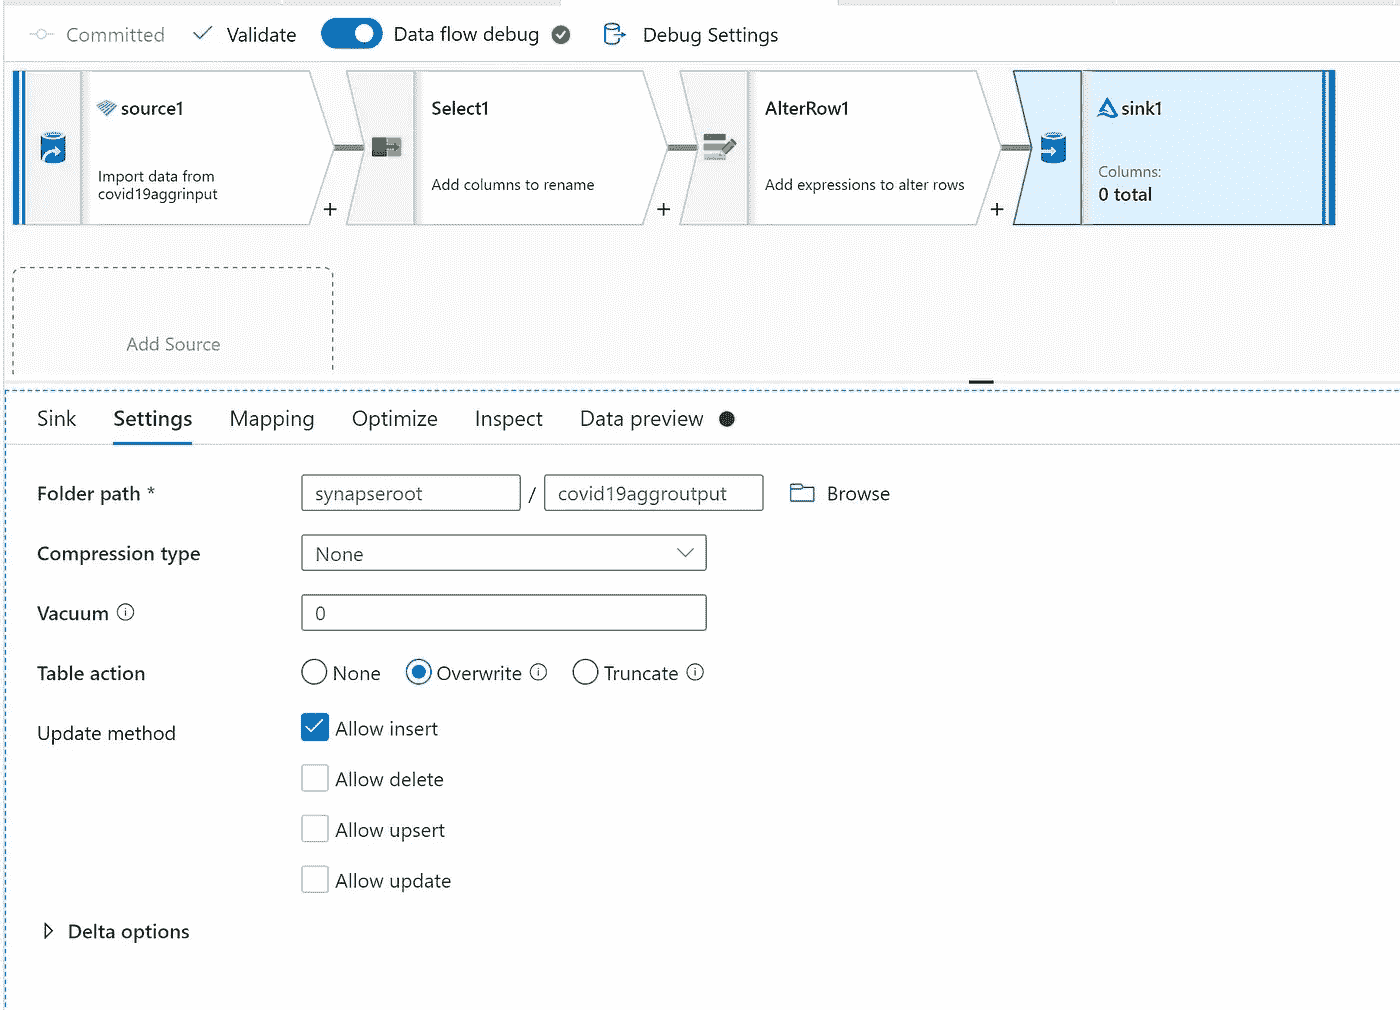 Committed Validate Data flow debug Debug Settings
source1
Import data from
covid19aggrinput
+
Select1
Add columns to rename
+
AlterRow1
Add expressions to alter rows
+
sink1
Columns:
0 total
Add Source
Sink Settings Mapping Optimize Inspect Data preview
Folder path * synapseroot / covid19aggroutput Browse
Compression type None
Vacuum 0
Table action None Overwrite Truncate
Update method Allow insert
Allow delete
Allow upsert
Allow update
Delta options